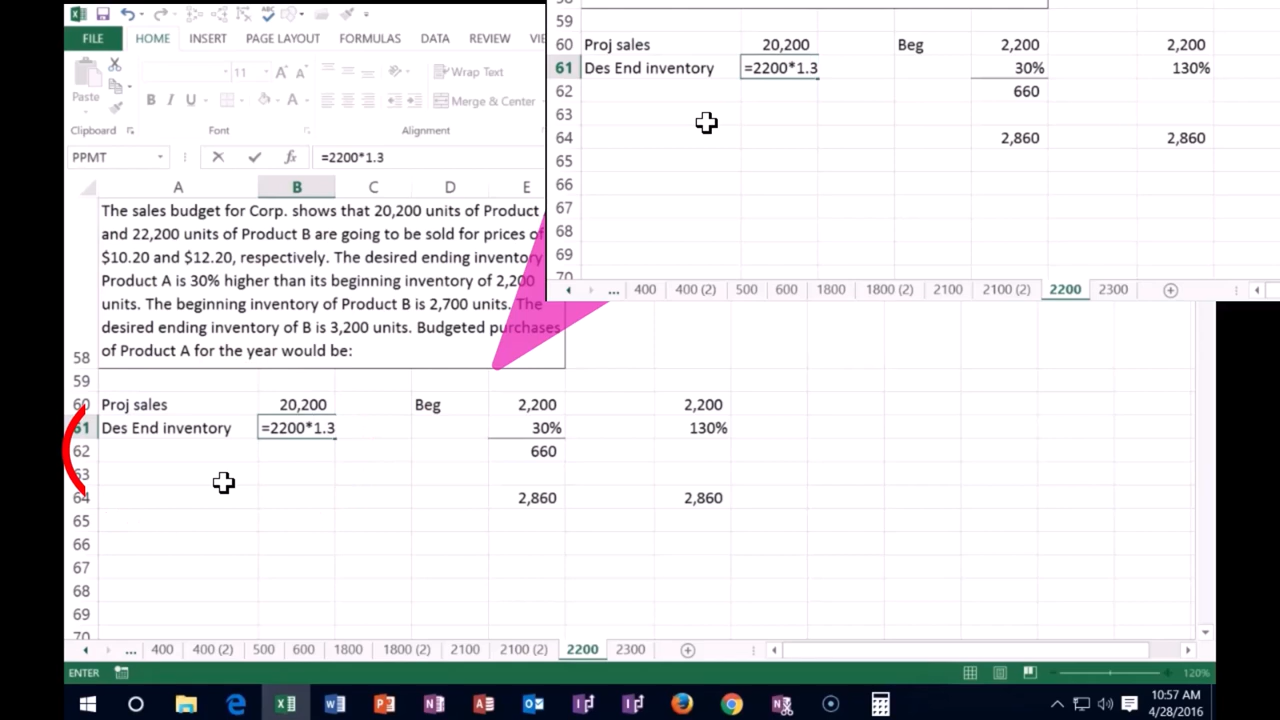 FILE HOME INSERT PAGE LAYOUT FORMULAS DATA REVIEW
11 A A Wrap Text
Paste B I U A Merge & Center
Clipboard Font Alignment
PPMT fx =2200*1.3
A B C D E
The sales budget for Corp. shows that 20,200 units of Product
and 22,200 units of Product B are going to be sold for prices of
$10.20 and $12.20, respectively. The desired ending inventory
Product A is 30% higher than its beginning inventory of 2,200
units. The beginning inventory of Product B is 2,700 units. The
desired ending inventory of B is 3,200 units. Budgeted purchases
58 of Product A for the year would be:
59
60 Proj sales 20,200 Beg 2,200 2,200
61 Des End inventory =2200*1.3 30% 130%
62 660
63
64 2,860 2,860
65
66
67
68
69
70
... 400 400 (2) 500 600 1800 1800 (2) 2100 2100 (2) 2200 2300
ENTER 120%
10:57 AM
4/28/2016
59
60 Proj sales 20,200 Beg 2,200 2,200
61 Des End inventory =2200*1.3 30% 130%
62 660
64 2,860 2,860
65
66
67
68
69
70
... 400 400 (2) 500 600 1800 1800 (2) 2100 2100 (2) 2200 2300